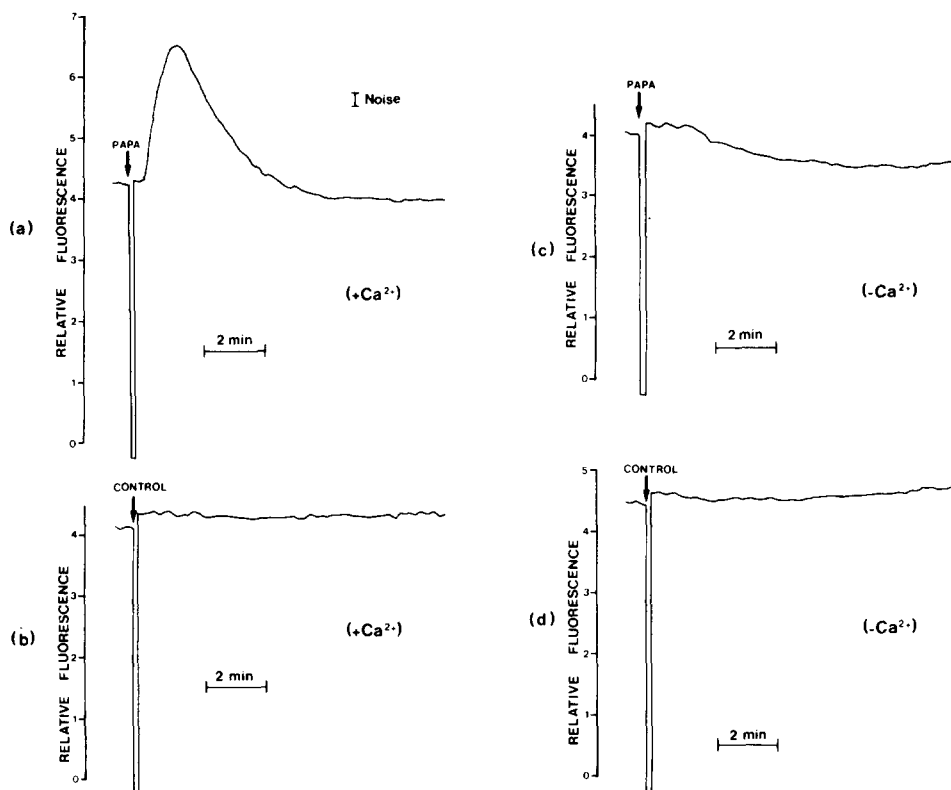 7
6
5
4
3
2
1
0
RELATIVE FLUORESCENCE
(a)
PAPA
I Noise
(+Ca²⁺)
2 min
4
3
2
1
0
RELATIVE FLUORESCENCE
(b)
CONTROL
(+Ca²⁺)
2 min
4
3
2
1
0
RELATIVE FLUORESCENCE
(c)
PAPA
(-Ca²⁺)
2 min
5
4
3
2
1
0
RELATIVE FLUORESCENCE
(d)
CONTROL
(-Ca²⁺)
2 min